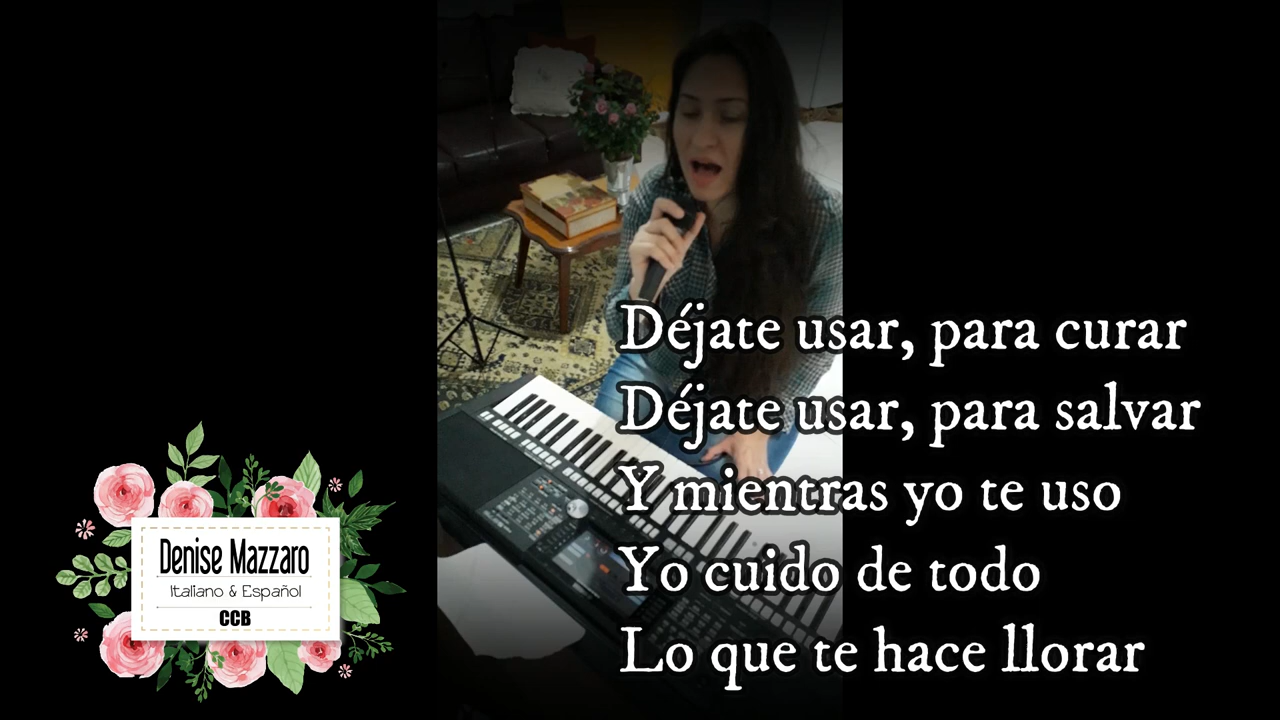 Déjate usar, para curar
Déjate usar, para salvar
Y mientras yo te uso
Yo cuido de todo
Lo que te hace llorar
Denise Mazzaro
Italiano & Español
CCB